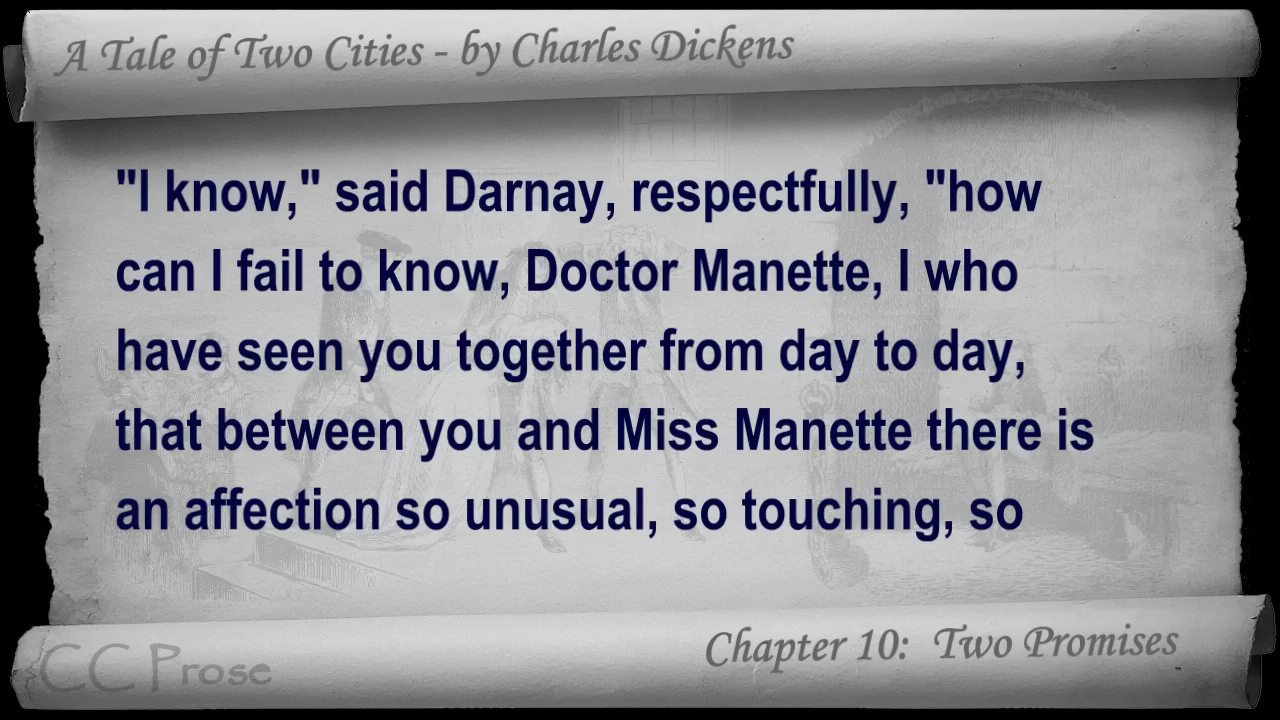 A Tale of Two Cities - by Charles Dickens
"I know," said Darnay, respectfully, "how
can I fail to know, Doctor Manette, I who
have seen you together from day to day,
that between you and Miss Manette there is
an affection so unusual, so touching, so
Chapter 10: Two Promises
CC Prose